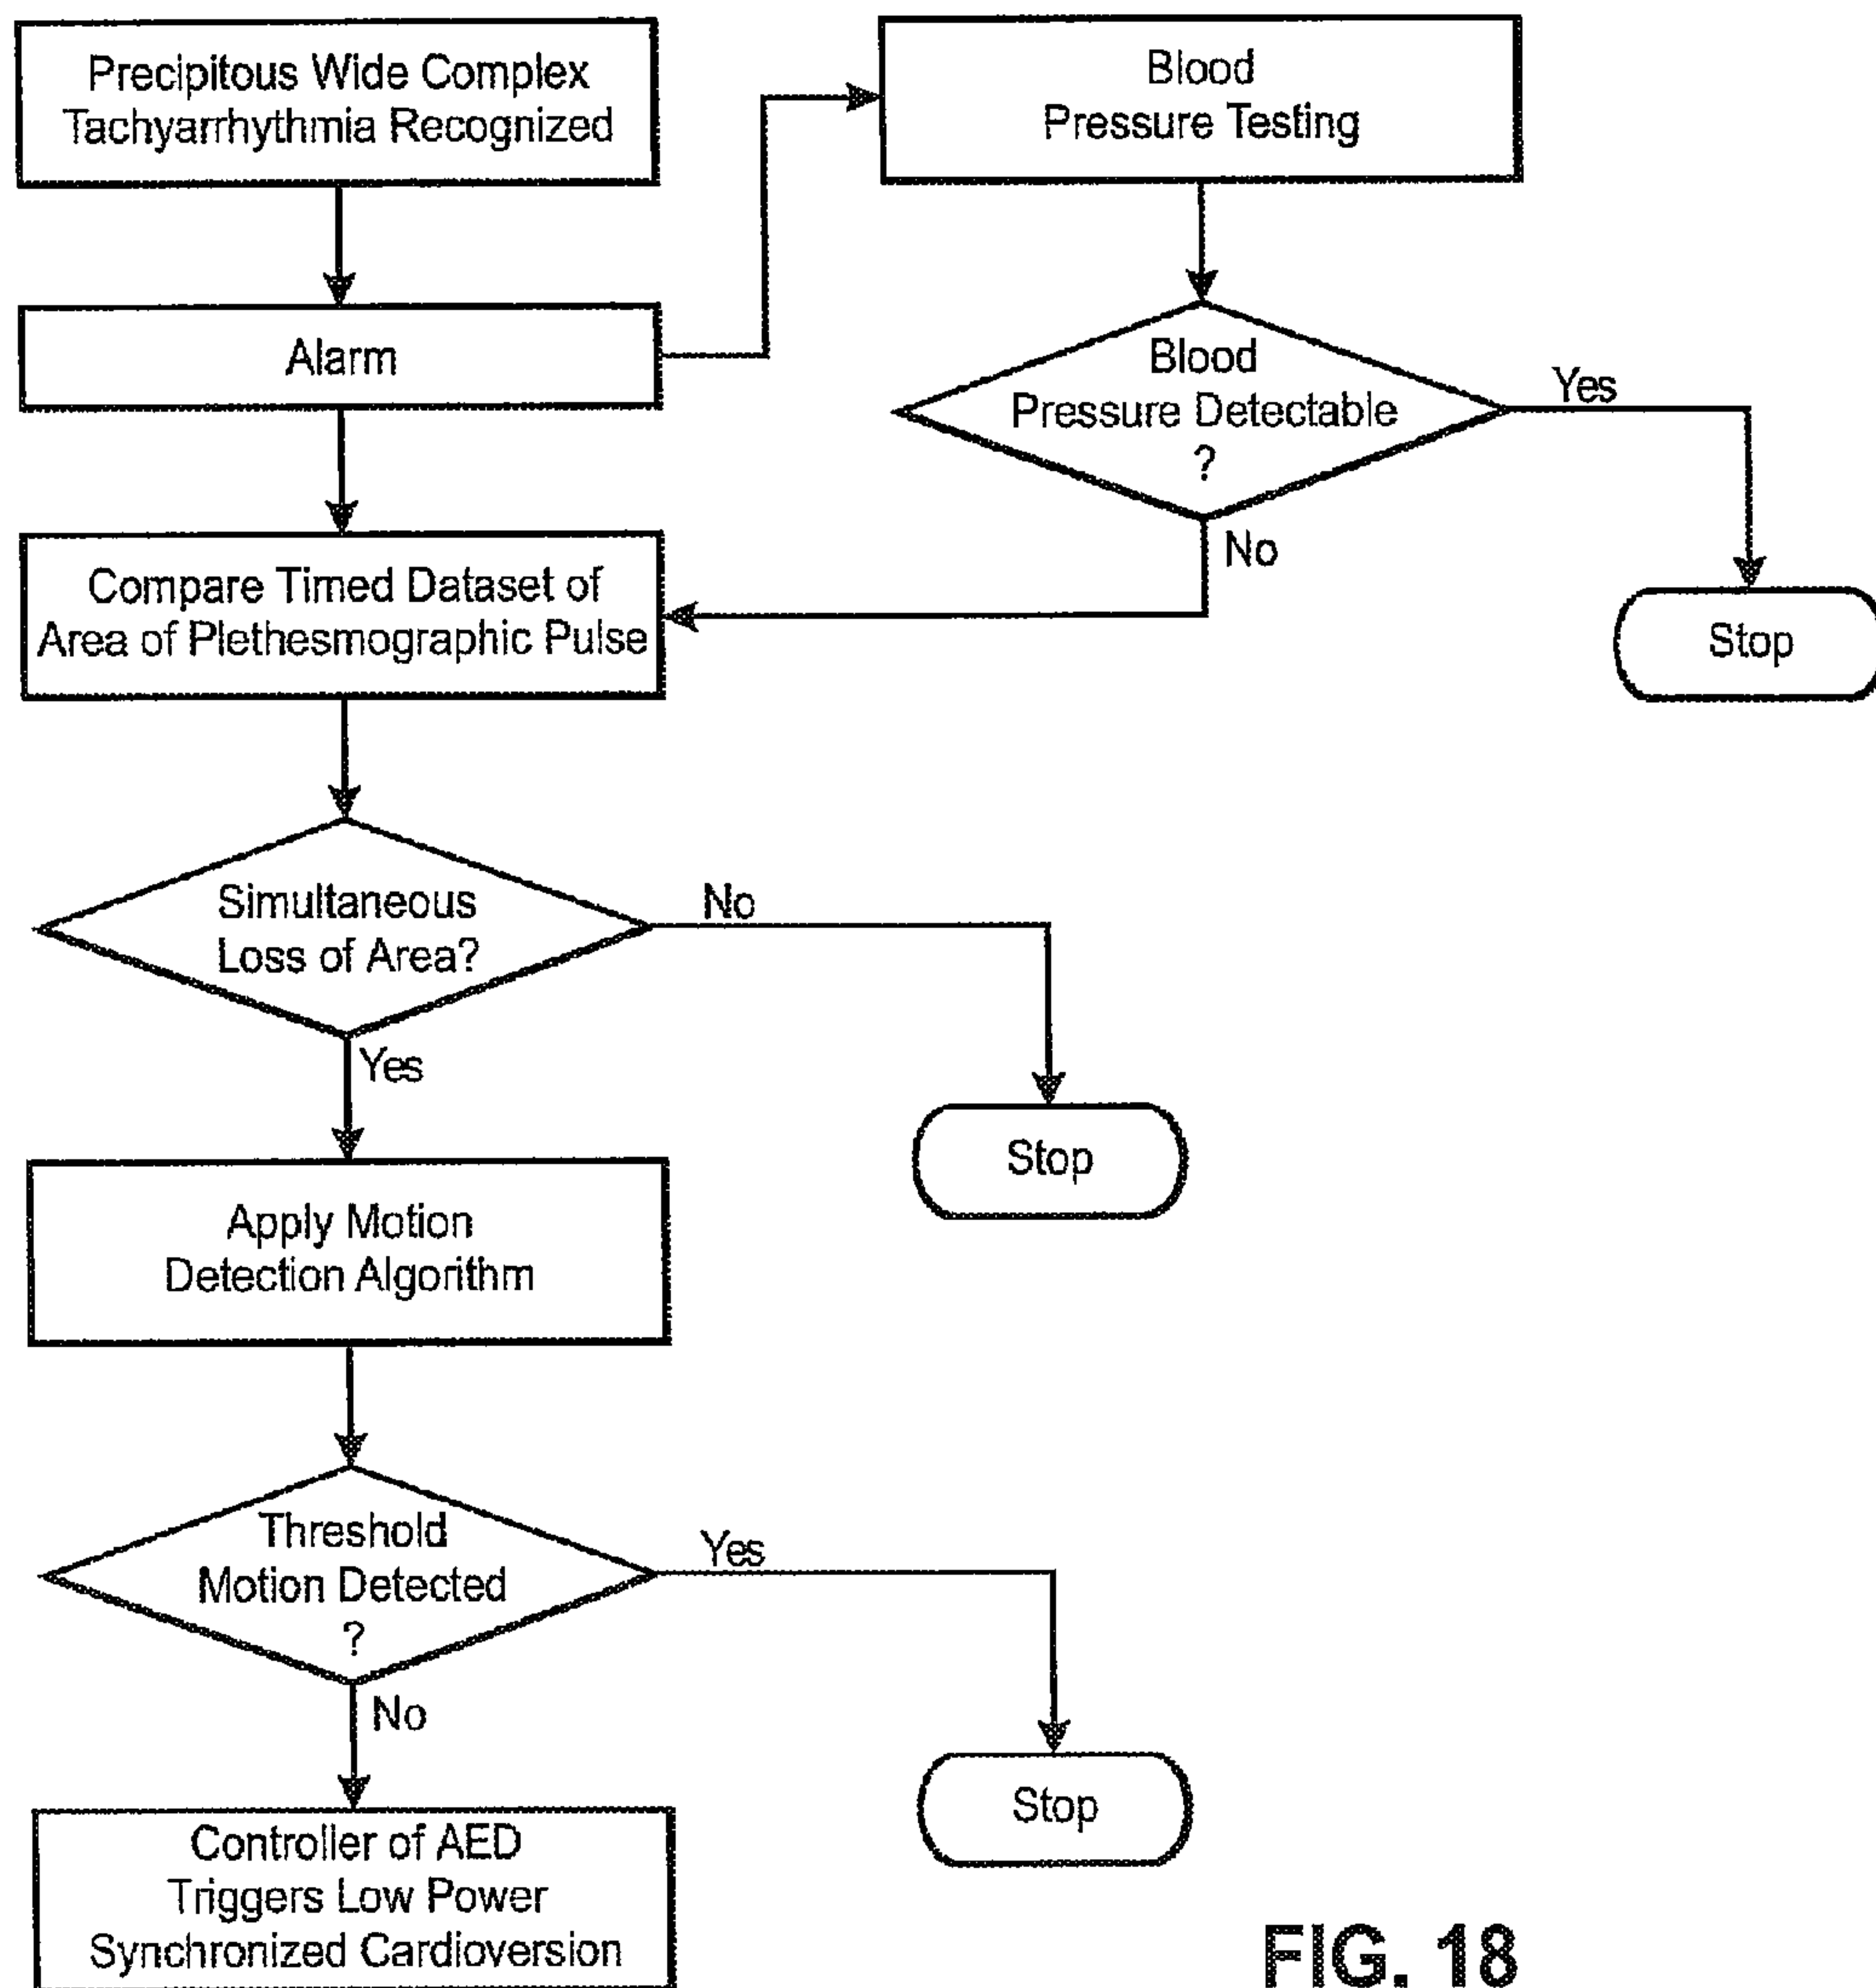 Precipitous Wide Complex
Tachyarrhythmia Recognized
Blood
Pressure Testing
Alarm
Blood
Pressure Detectable
?
Yes
No
Stop
Compare Timed Dataset of
Area of Plethesmographic Pulse
Simultaneous
Loss of Area?
No
Yes
Stop
Apply Motion
Detection Algorithm
Threshold
Motion Detected
?
Yes
No
Stop
Controller of AED
Triggers Low Power
Synchronized Cardioversion
FIG. 18